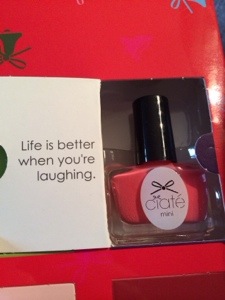 Life is better
when you're
laughing.
ciaté
mini